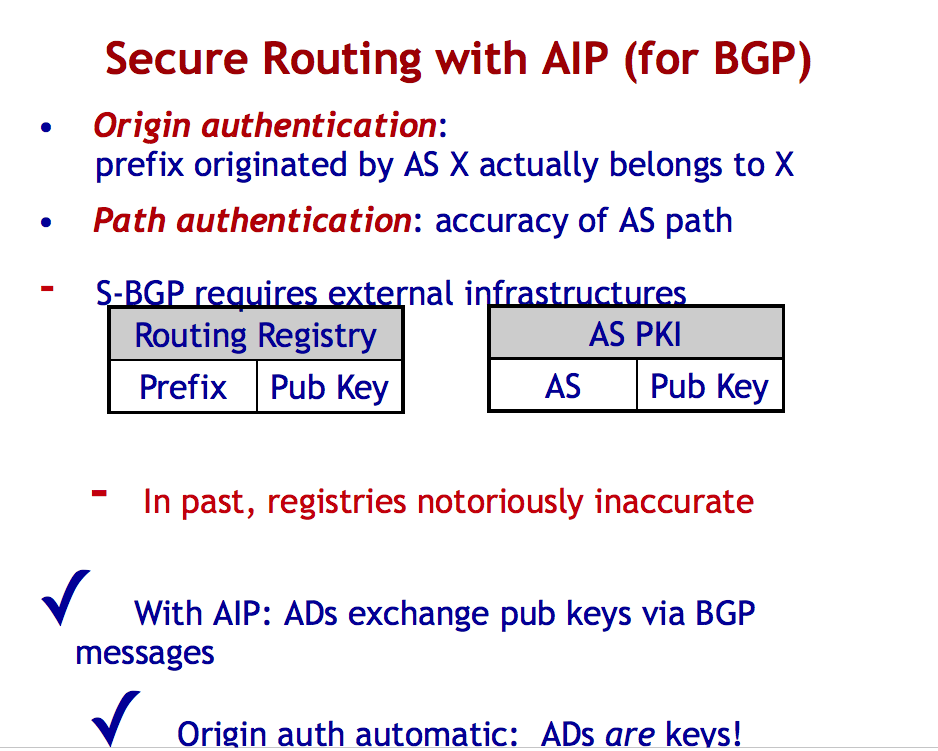 Secure Routing with AIP (for BGP)
• Origin authentication:
prefix originated by AS X actually belongs to X
• Path authentication: accuracy of AS path
- S-BGP requires external infrastructures
Routing Registry
Prefix Pub Key
AS PKI
AS Pub Key
- In past, registries notoriously inaccurate
✓ With AIP: ADs exchange pub keys via BGP
messages
✓ Origin auth automatic: ADs are keys!